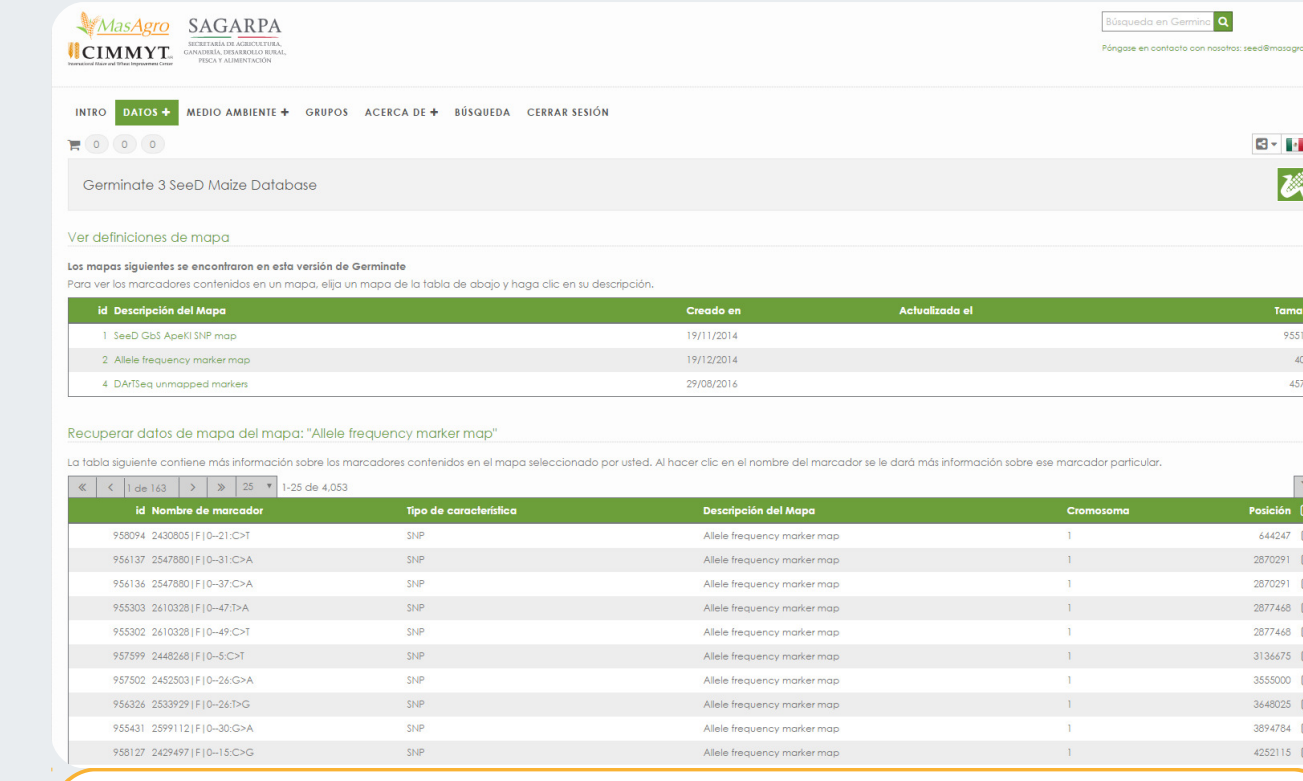 MasAgro
SAGARPA
SECRETARÍA DE AGRICULTURA,
GANADERÍA, DESARROLLO RURAL,
PESCA Y ALIMENTACIÓN
CIMMYT
International Maize and Wheat Improvement Center
Búsqueda en Germinc
Póngase en contacto con nosotros: seed@masagro
INTRO DATOS + MEDIO AMBIENTE + GRUPOS ACERCA DE + BÚSQUEDA CERRAR SESIÓN
0 0 0
Germinate 3 SeeD Maize Database
Ver definiciones de mapa
Los mapas siguientes se encontraron en esta versión de Germinate
Para ver los marcadores contenidos en un mapa, elija un mapa de la tabla de abajo y haga clic en su descripción.
id Descripción del Mapa Creado en Actualizada el Tama
1 SeeD GbS ApeKI SNP map 19/11/2014 9551
2 Allele frequency marker map 19/12/2014 40
4 DArTSeq unmapped markers 29/08/2016 457
Recuperar datos de mapa del mapa: "Allele frequency marker map"
La tabla siguiente contiene más información sobre los marcadores contenidos en el mapa seleccionado por usted. Al hacer clic en el nombre del marcador se le dará más información sobre ese marcador particular.
« < 1 de 163 > » 25 1-25 de 4,053
id Nombre de marcador Tipo de característica Descripción del Mapa Cromosoma Posición
958094 2430805|F|0--21:C>T SNP Allele frequency marker map 1 644247
956137 2547880|F|0--31:C>A SNP Allele frequency marker map 1 2870291
956136 2547880|F|0--37:C>A SNP Allele frequency marker map 1 2870291
955303 2610328|F|0--47:T>A SNP Allele frequency marker map 1 2877468
955302 2610328|F|0--49:C>T SNP Allele frequency marker map 1 2877468
957599 2448268|F|0--5:C>T SNP Allele frequency marker map 1 3136675
957502 2452503|F|0--26:G>A SNP Allele frequency marker map 1 3555000
956326 2533929|F|0--26:T>G SNP Allele frequency marker map 1 3648025
955431 2599112|F|0--30:G>A SNP Allele frequency marker map 1 3894784
958127 2429497|F|0--15:C>G SNP Allele frequency marker map 1 4252115